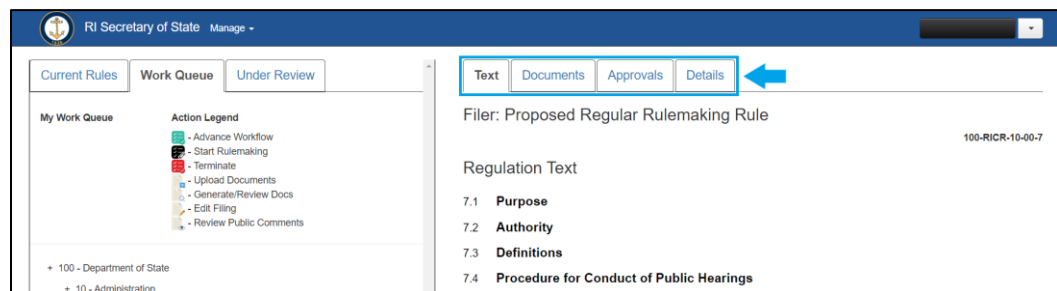 RI Secretary of State Manage
Current Rules Work Queue Under Review
My Work Queue
Action Legend
- Advance Workflow
- Start Rulemaking
- Terminate
- Upload Documents
- Generate/Review Docs
- Edit Filing
- Review Public Comments
+ 100 - Department of State
+ 10 - Administration
Text Documents Approvals Details
Filer: Proposed Regular Rulemaking Rule
100-RICR-10-00-7
Regulation Text
7.1 Purpose
7.2 Authority
7.3 Definitions
7.4 Procedure for Conduct of Public Hearings